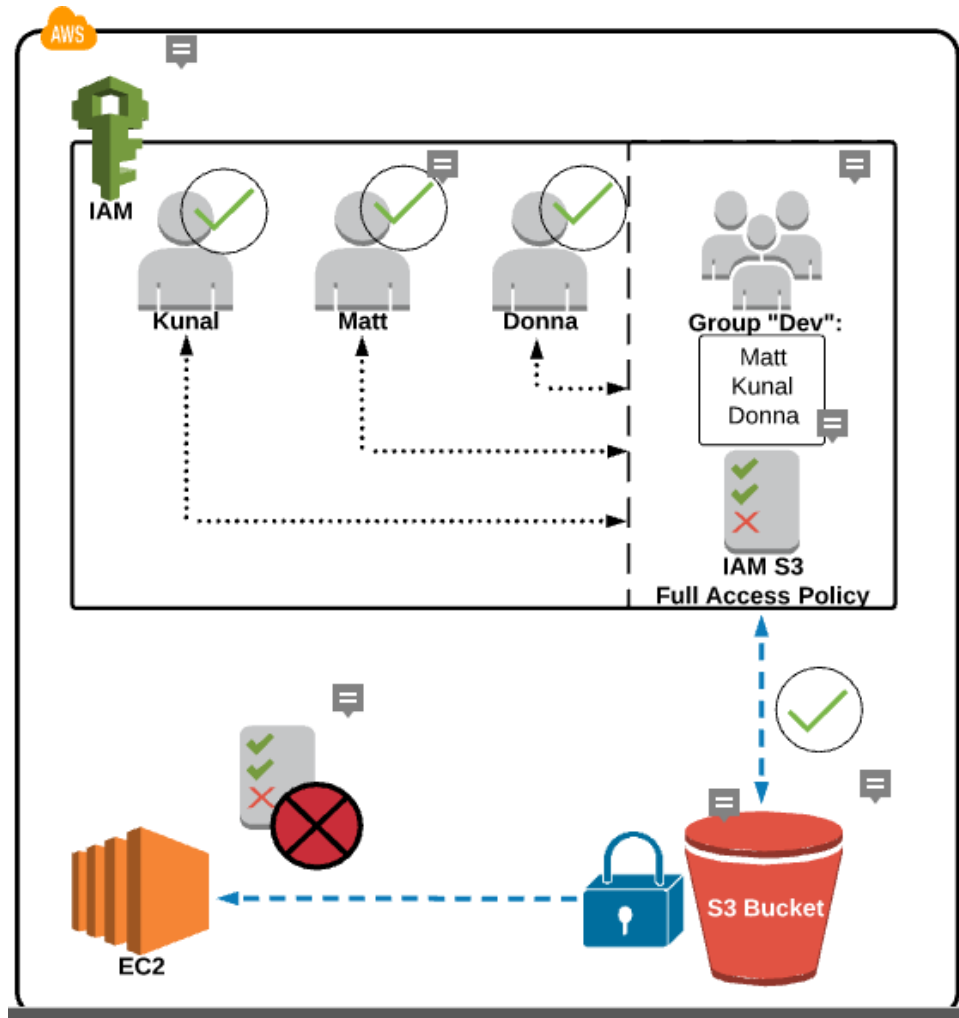 AWS
IAM
Kunal
Matt
Donna
Group "Dev":
Matt
Kunal
Donna
IAM S3
Full Access Policy
S3 Bucket
EC2